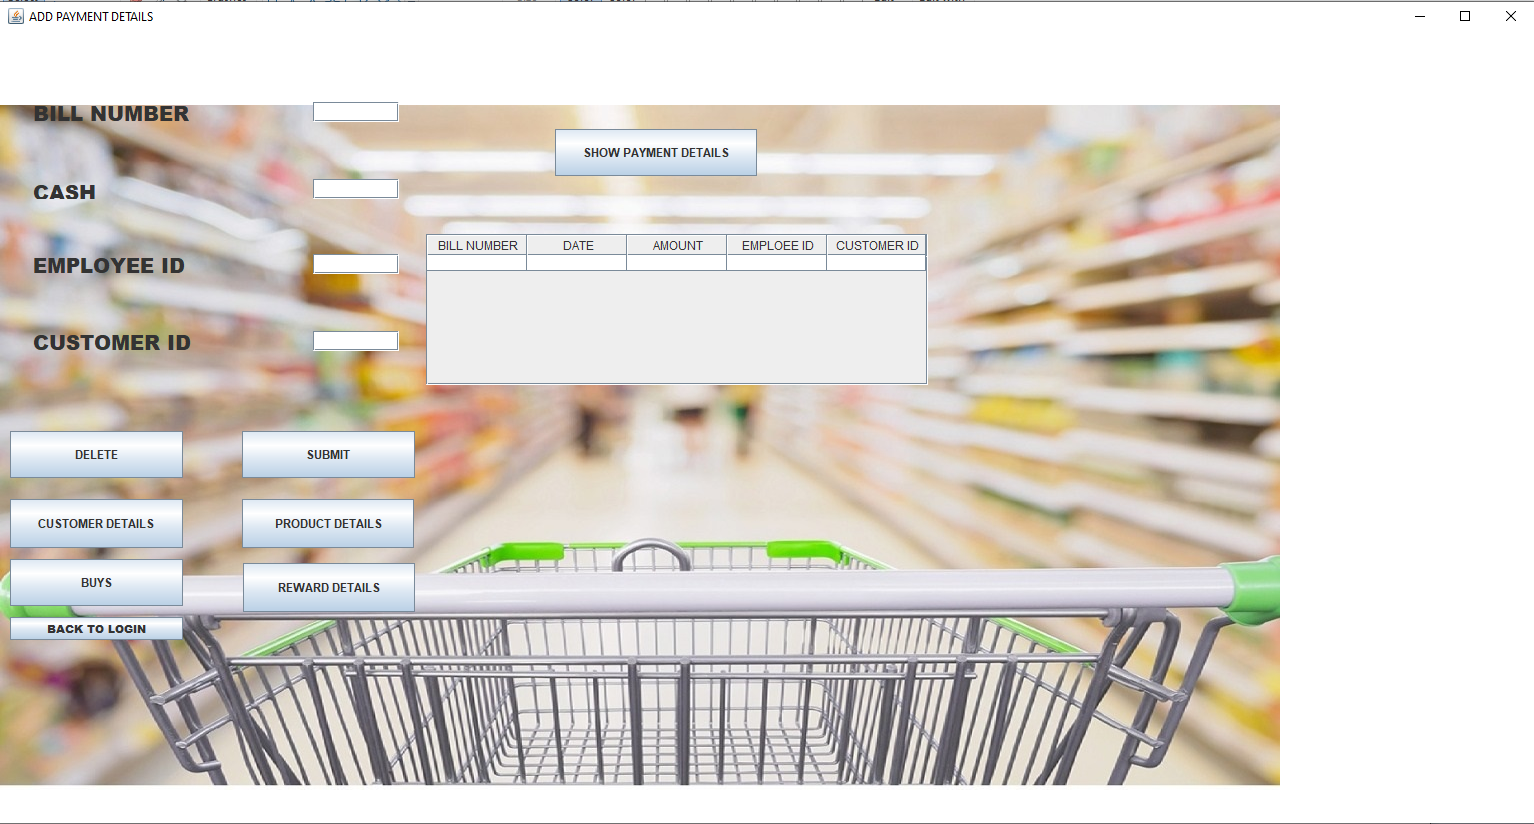 ADD PAYMENT DETAILS
BILL NUMBER
SHOW PAYMENT DETAILS
CASH
BILL NUMBER DATE AMOUNT EMPLOEE ID CUSTOMER ID
EMPLOYEE ID
CUSTOMER ID
DELETE SUBMIT
CUSTOMER DETAILS PRODUCT DETAILS
BUYS REWARD DETAILS
BACK TO LOGIN